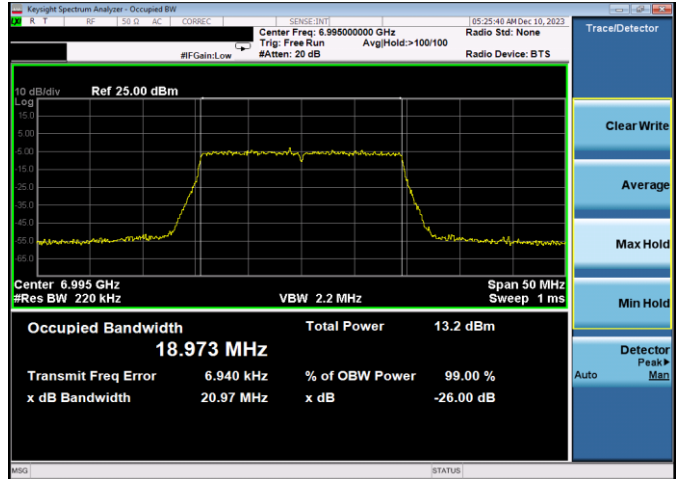 Keysight Spectrum Analyzer - Occupied BW
R T RF 50 Ω AC CORREC SENSE:INT 05:25:40 AM Dec 10, 2023
Center Freq: 6.995000000 GHz Radio Std: None
Trig: Free Run Avg|Hold:>100/100
#IFGain:Low #Atten: 20 dB Radio Device: BTS
10 dB/div Ref 25.00 dBm
Log
15.0
5.00
-5.00
-15.0
-25.0
-35.0
-45.0
-55.0
-65.0
Center 6.995 GHz Span 50 MHz
#Res BW 220 kHz VBW 2.2 MHz Sweep 1 ms
Occupied Bandwidth Total Power 13.2 dBm
18.973 MHz
Transmit Freq Error 6.940 kHz % of OBW Power 99.00 %
x dB Bandwidth 20.97 MHz x dB -26.00 dB
MSG STATUS
Trace/Detector
Clear Write
Average
Max Hold
Min Hold
Detector
Peak▶
Auto Man